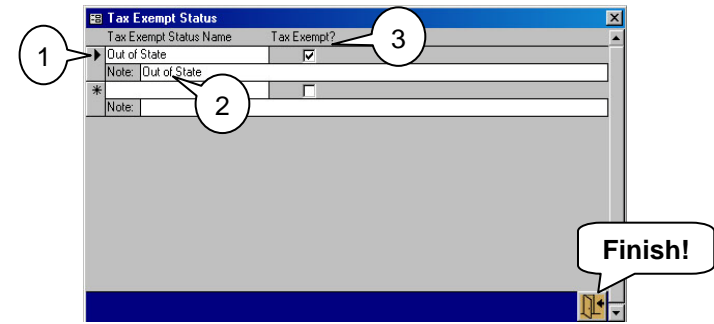 Tax Exempt Status
Tax Exempt Status Name Tax Exempt?
Out of State
Note: Out of State
Note:
1
2
3
Finish!